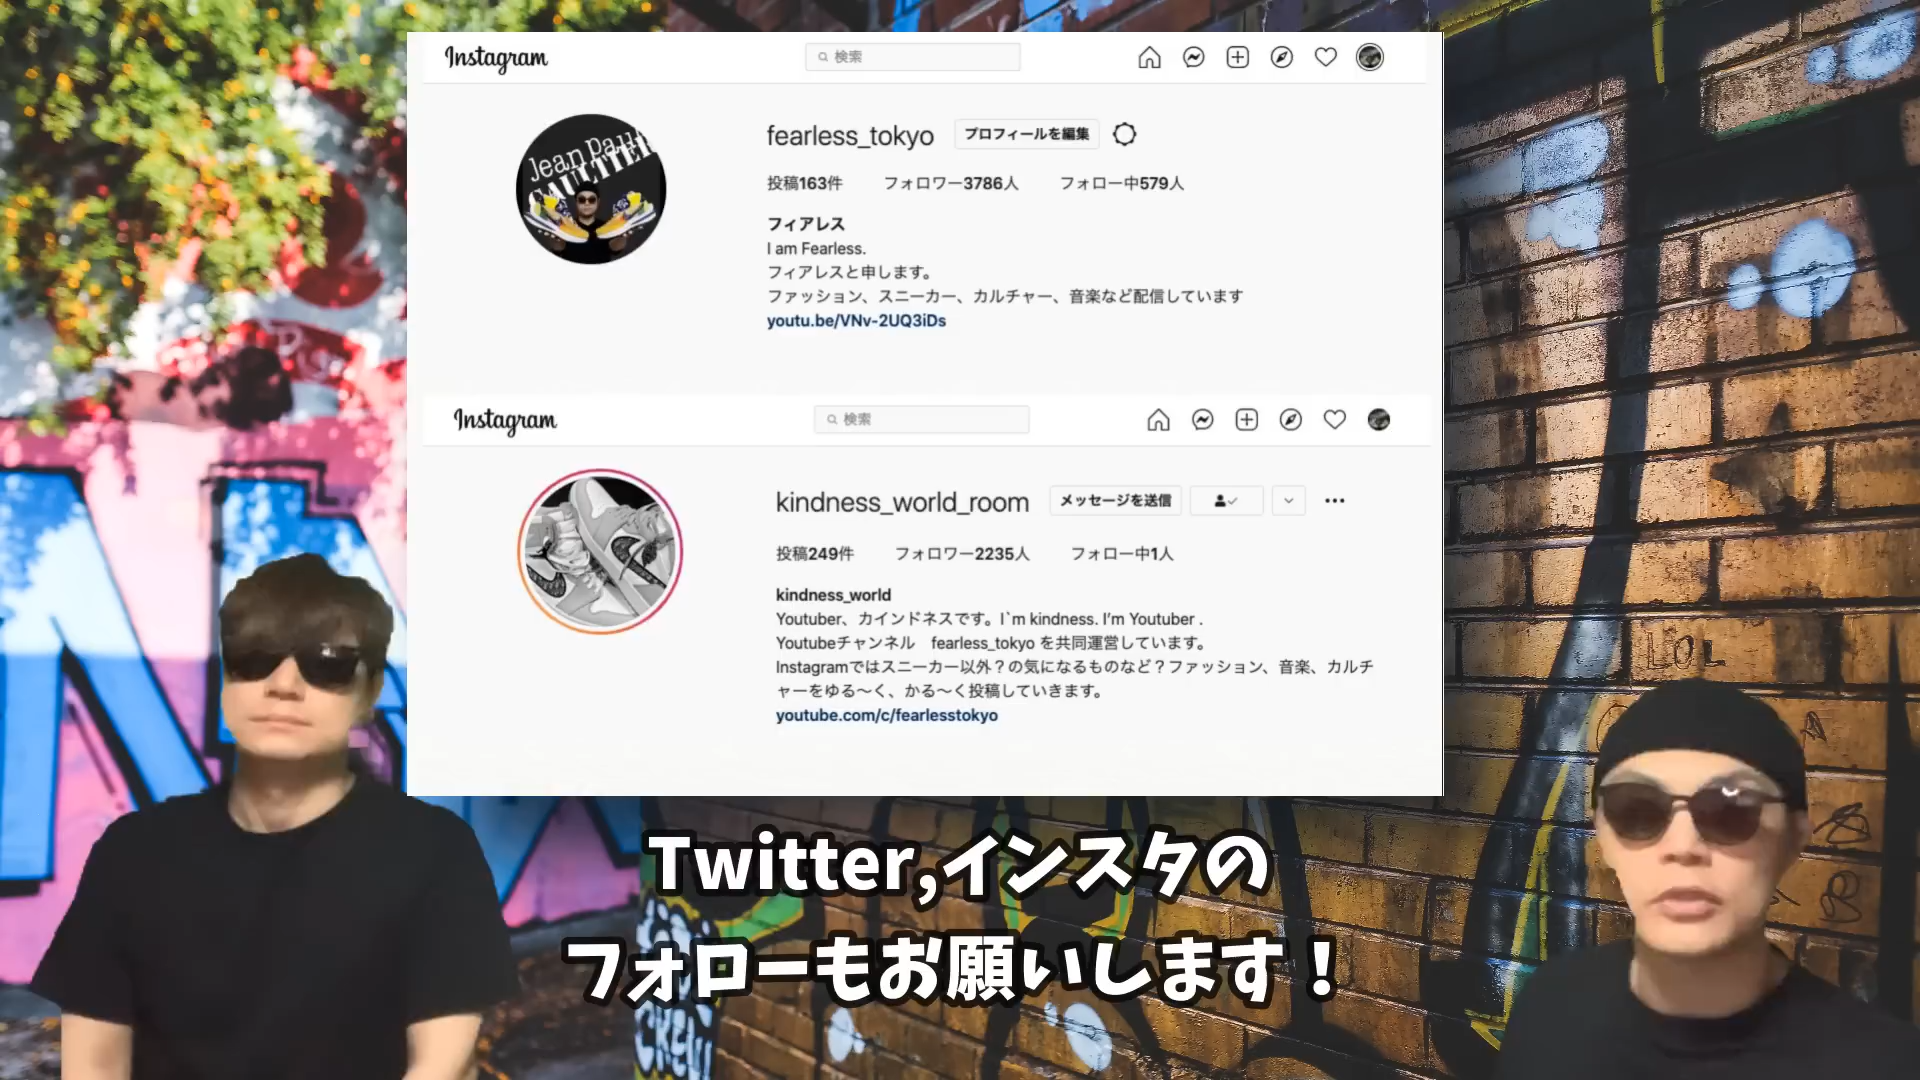 Instagram
検索
Jean Paul
GAULTIER
fearless_tokyo プロフィールを編集
投稿163件 フォロワー3786人 フォロー中579人
フィアレス
I am Fearless.
フィアレスと申します。
ファッション、スニーカー、カルチャー、音楽など配信しています
youtu.be/VNv-2UQ3iDs
Instagram
検索
kindness_world_room メッセージを送信
投稿249件 フォロワー2235人 フォロー中1人
kindness_world
Youtuber、カインドネスです。I`m kindness. I’m Youtuber .
Youtubeチャンネル　fearless_tokyo を共同運営しています。
Instagramではスニーカー以外？の気になるものなど？ファッション、音楽、カルチ
ャーをゆる〜く、かる〜く投稿していきます。
youtube.com/c/fearlesstokyo
LOL
Twitter,インスタの
フォローもお願いします！
CREW